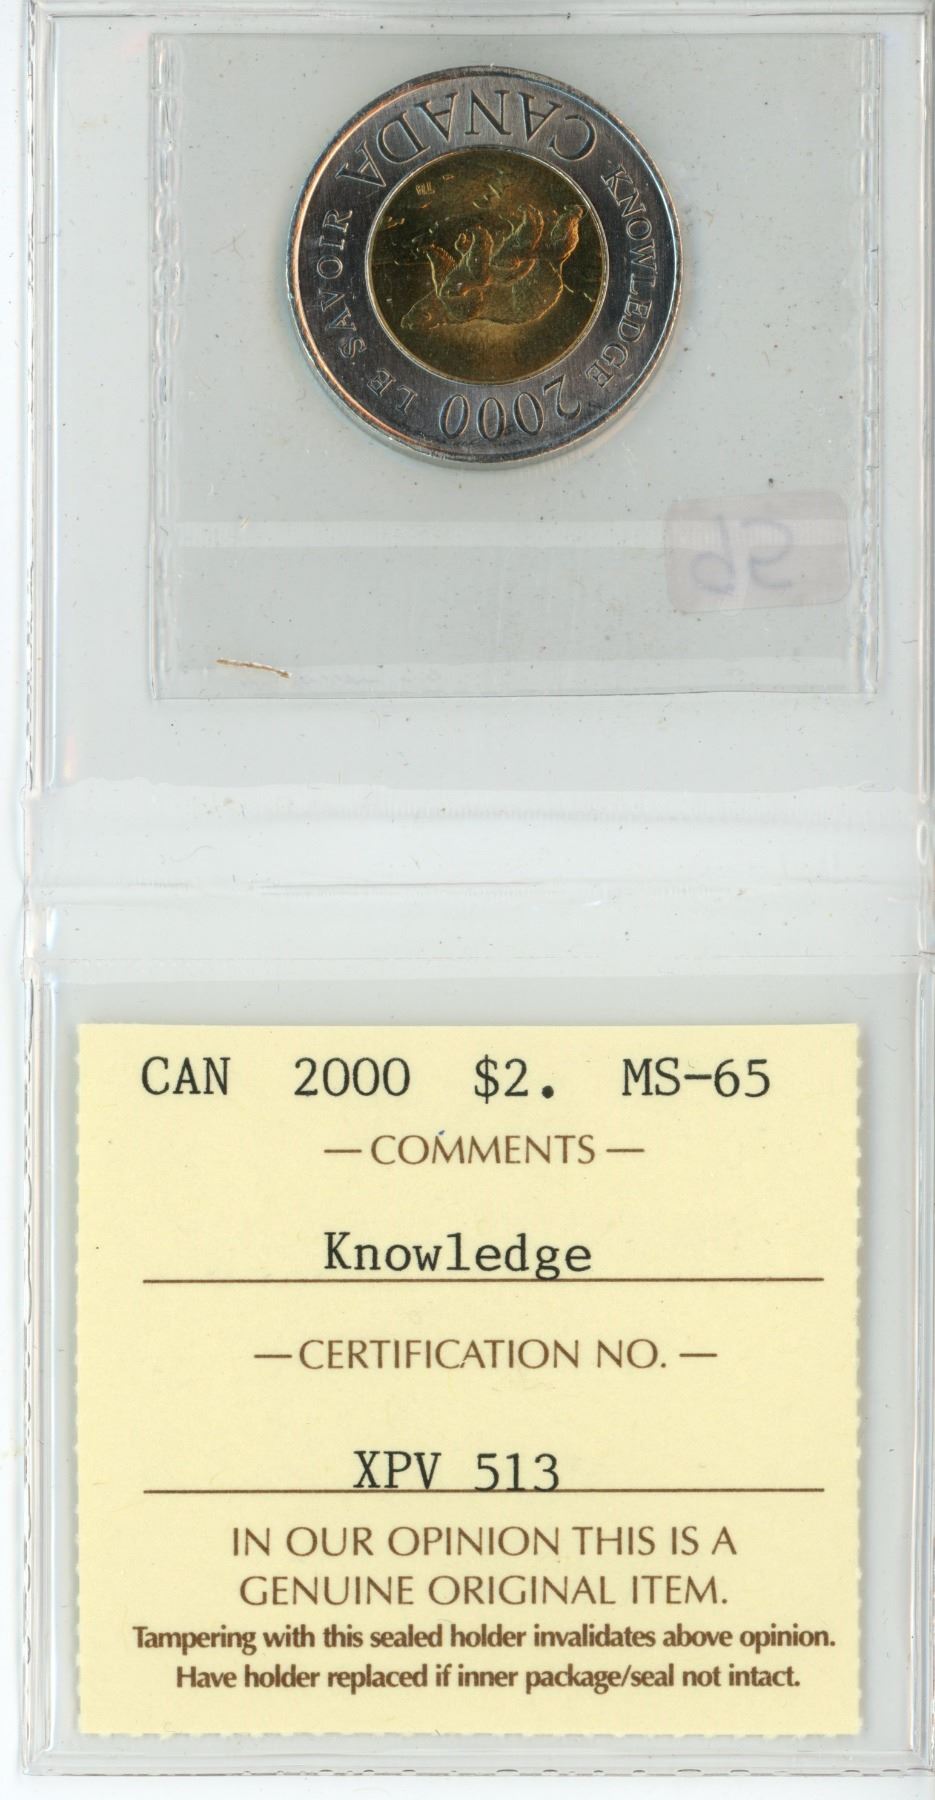 CANADA
KNOWLEDGE
LE SAVOIR
2000
CAN 2000 $2. MS-65
— COMMENTS —
Knowledge
— CERTIFICATION NO. —
XPV 513
IN OUR OPINION THIS IS A
GENUINE ORIGINAL ITEM.
Tampering with this sealed holder invalidates above opinion.
Have holder replaced if inner package/seal not intact.